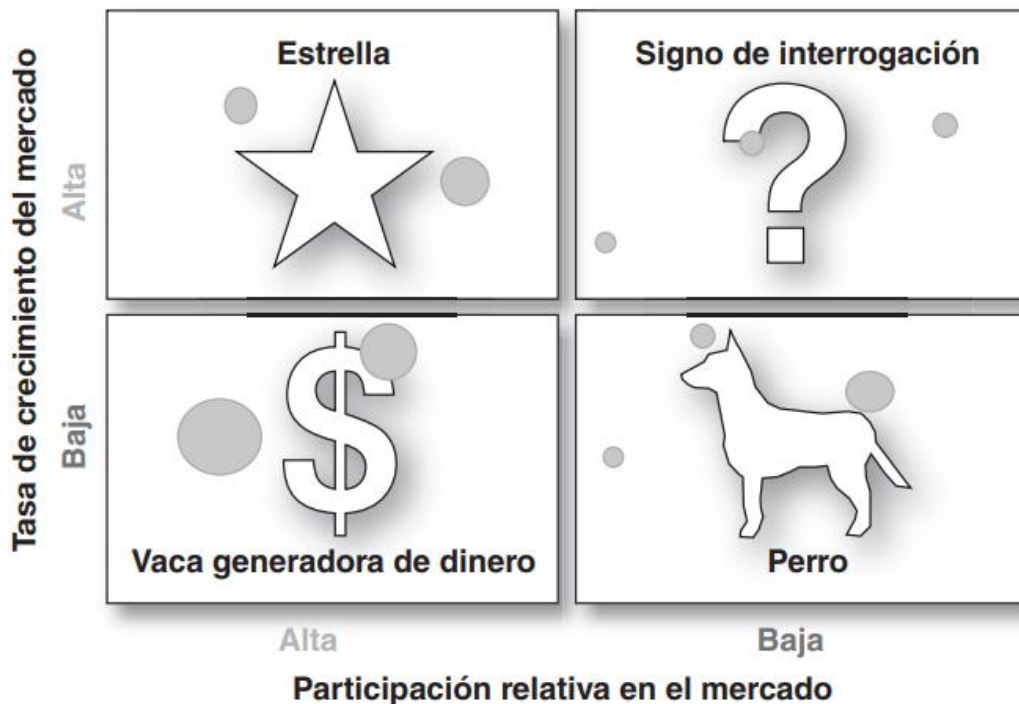 Tasa de crecimiento del mercado
Alta
Baja
Estrella
Signo de interrogación
Vaca generadora de dinero
Perro
Alta
Baja
Participación relativa en el mercado